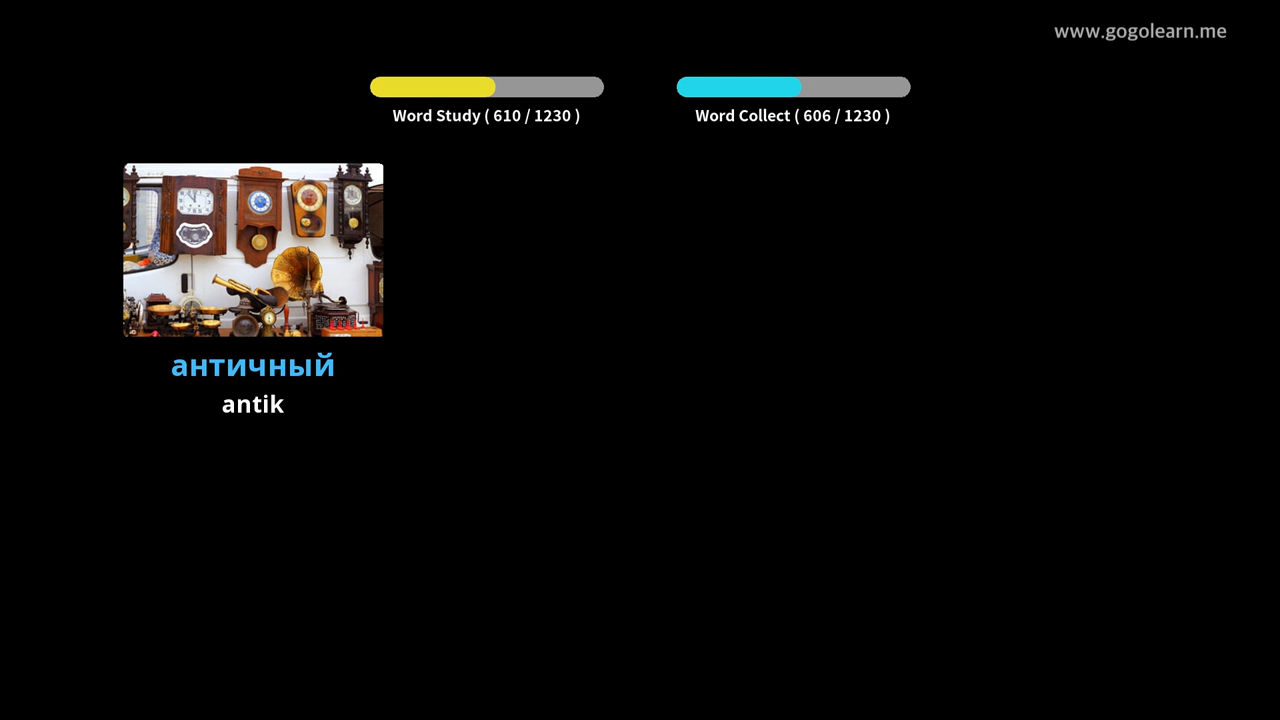 www.gogolearn.me
Word Study ( 610 / 1230 )
Word Collect ( 606 / 1230 )
античный
antik